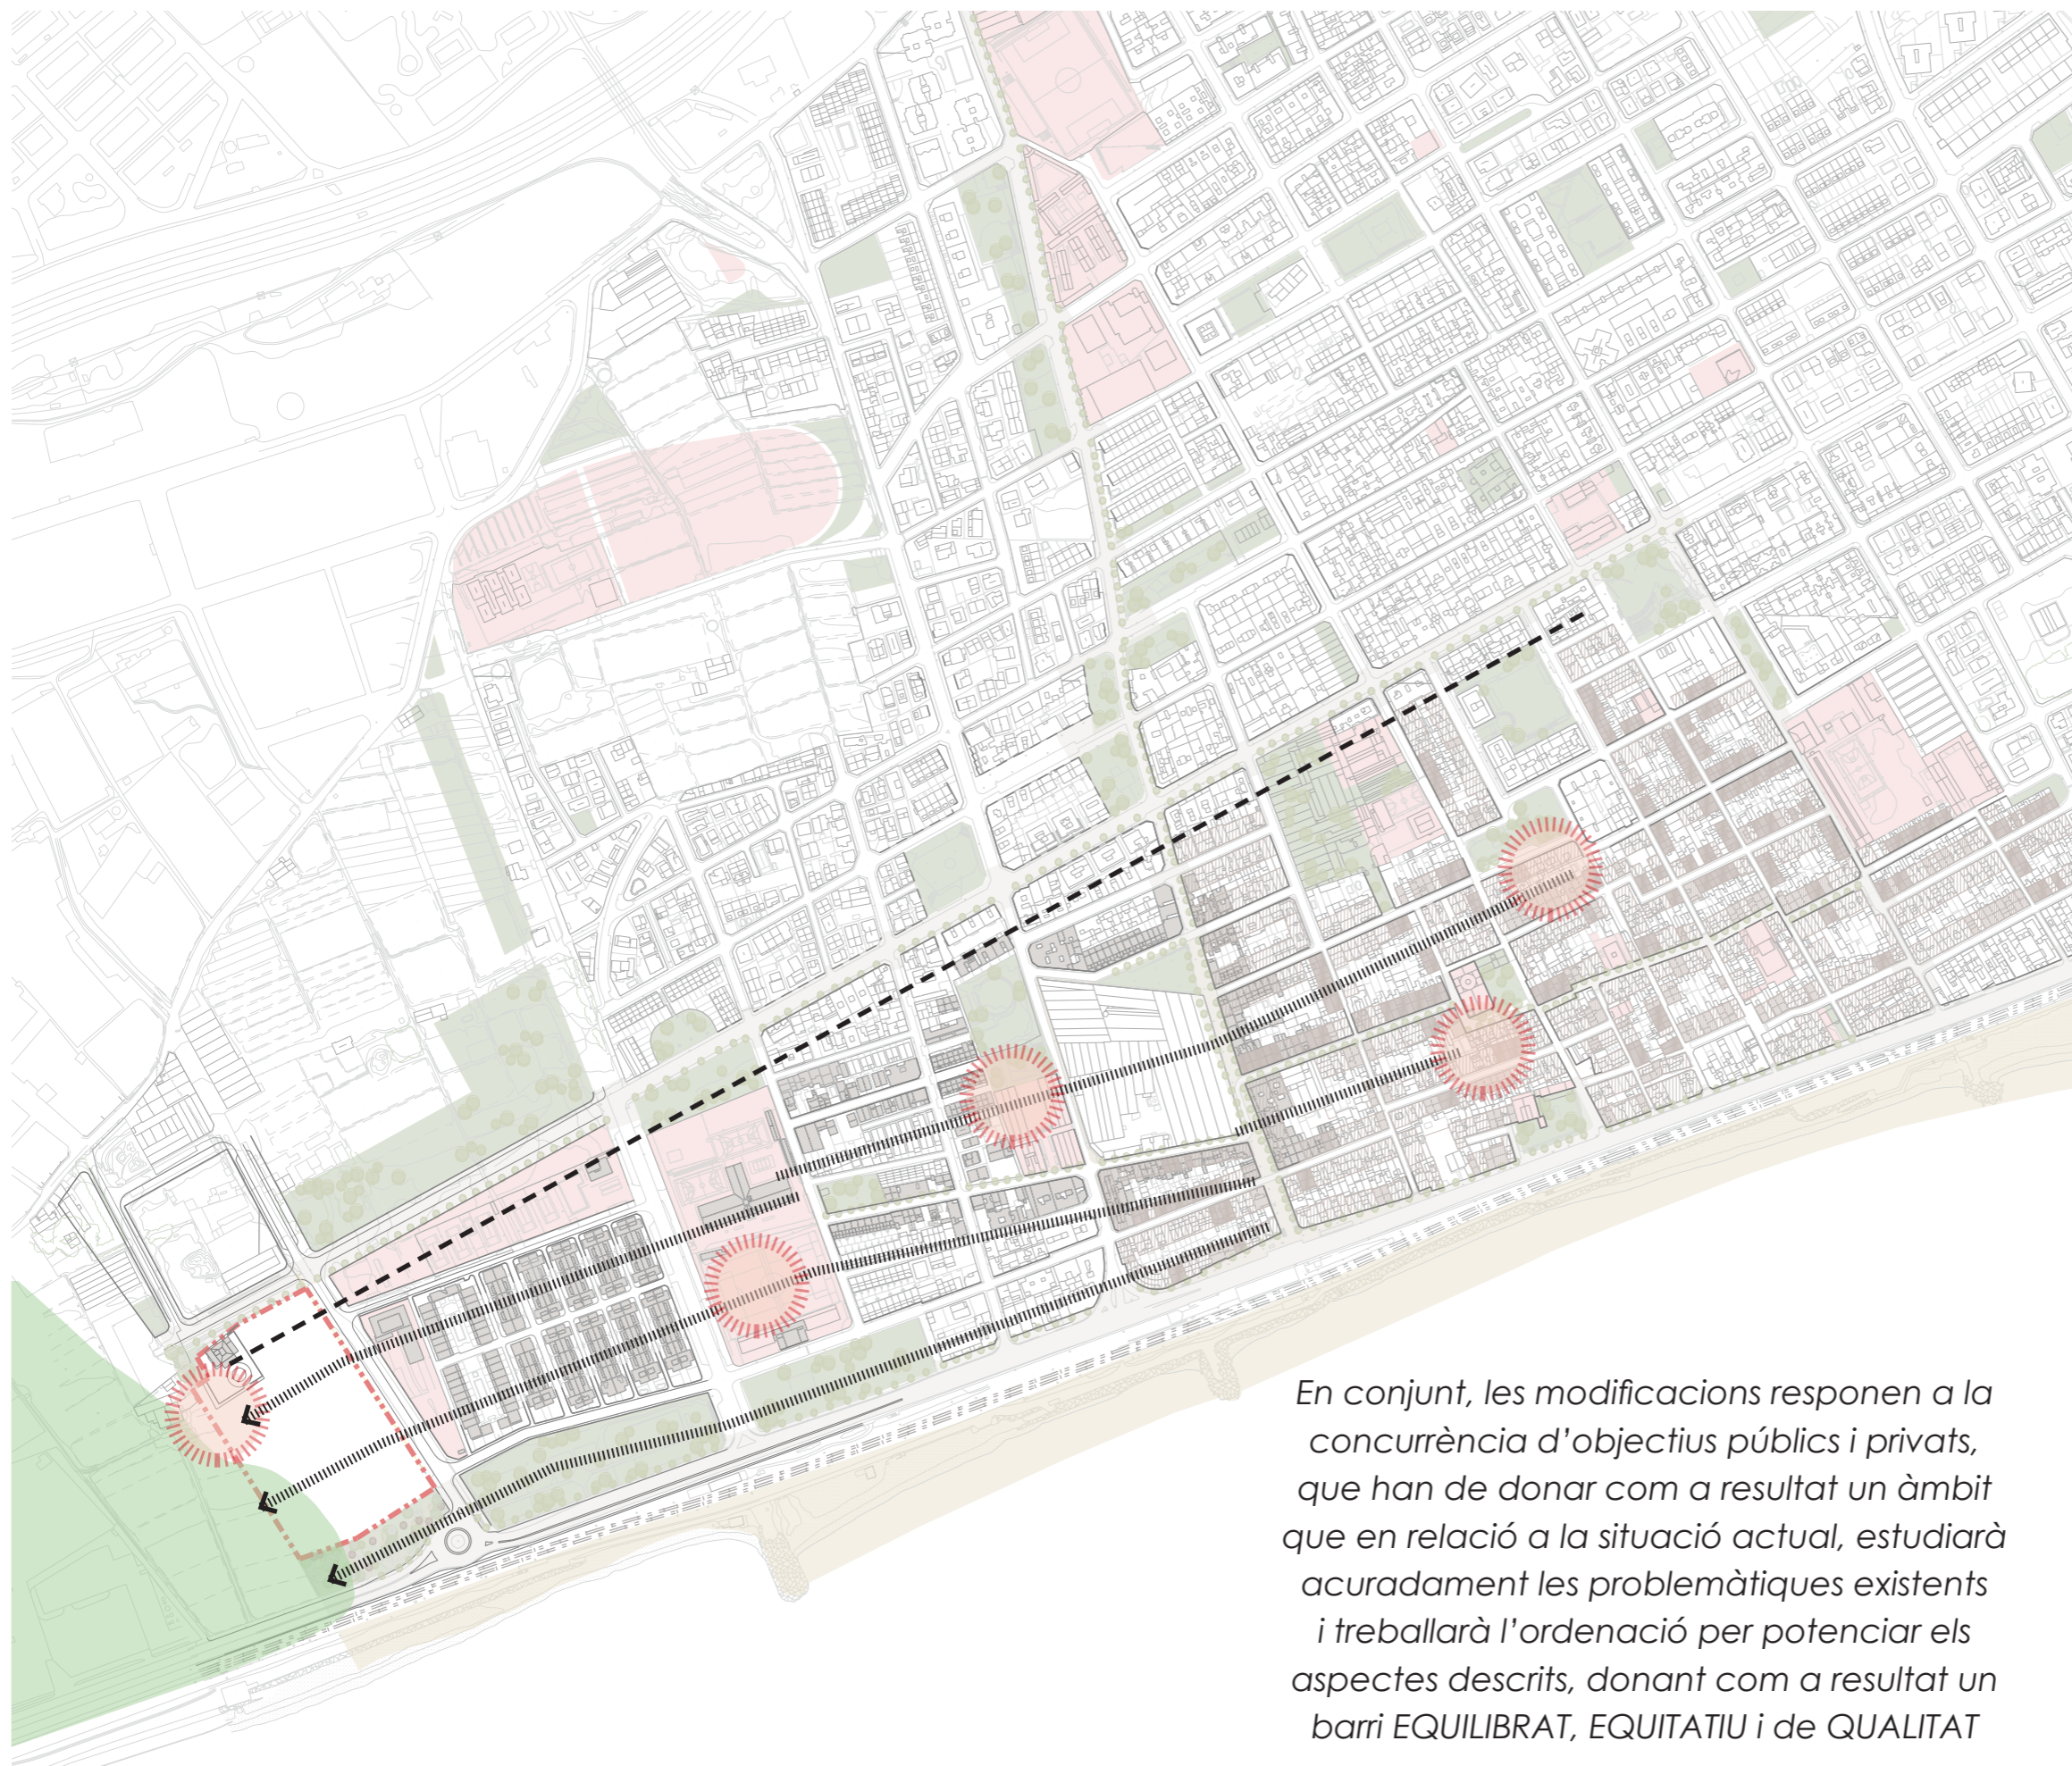 En conjunt, les modificacions responen a la
concurrència d’objectius públics i privats,
que han de donar com a resultat un àmbit
que en relació a la situació actual, estudiarà
acuradament les problemàtiques existents
i treballarà l’ordenació per potenciar els
aspectes descrits, donant com a resultat un
barri EQUILIBRAT, EQUITATIU i de QUALITAT